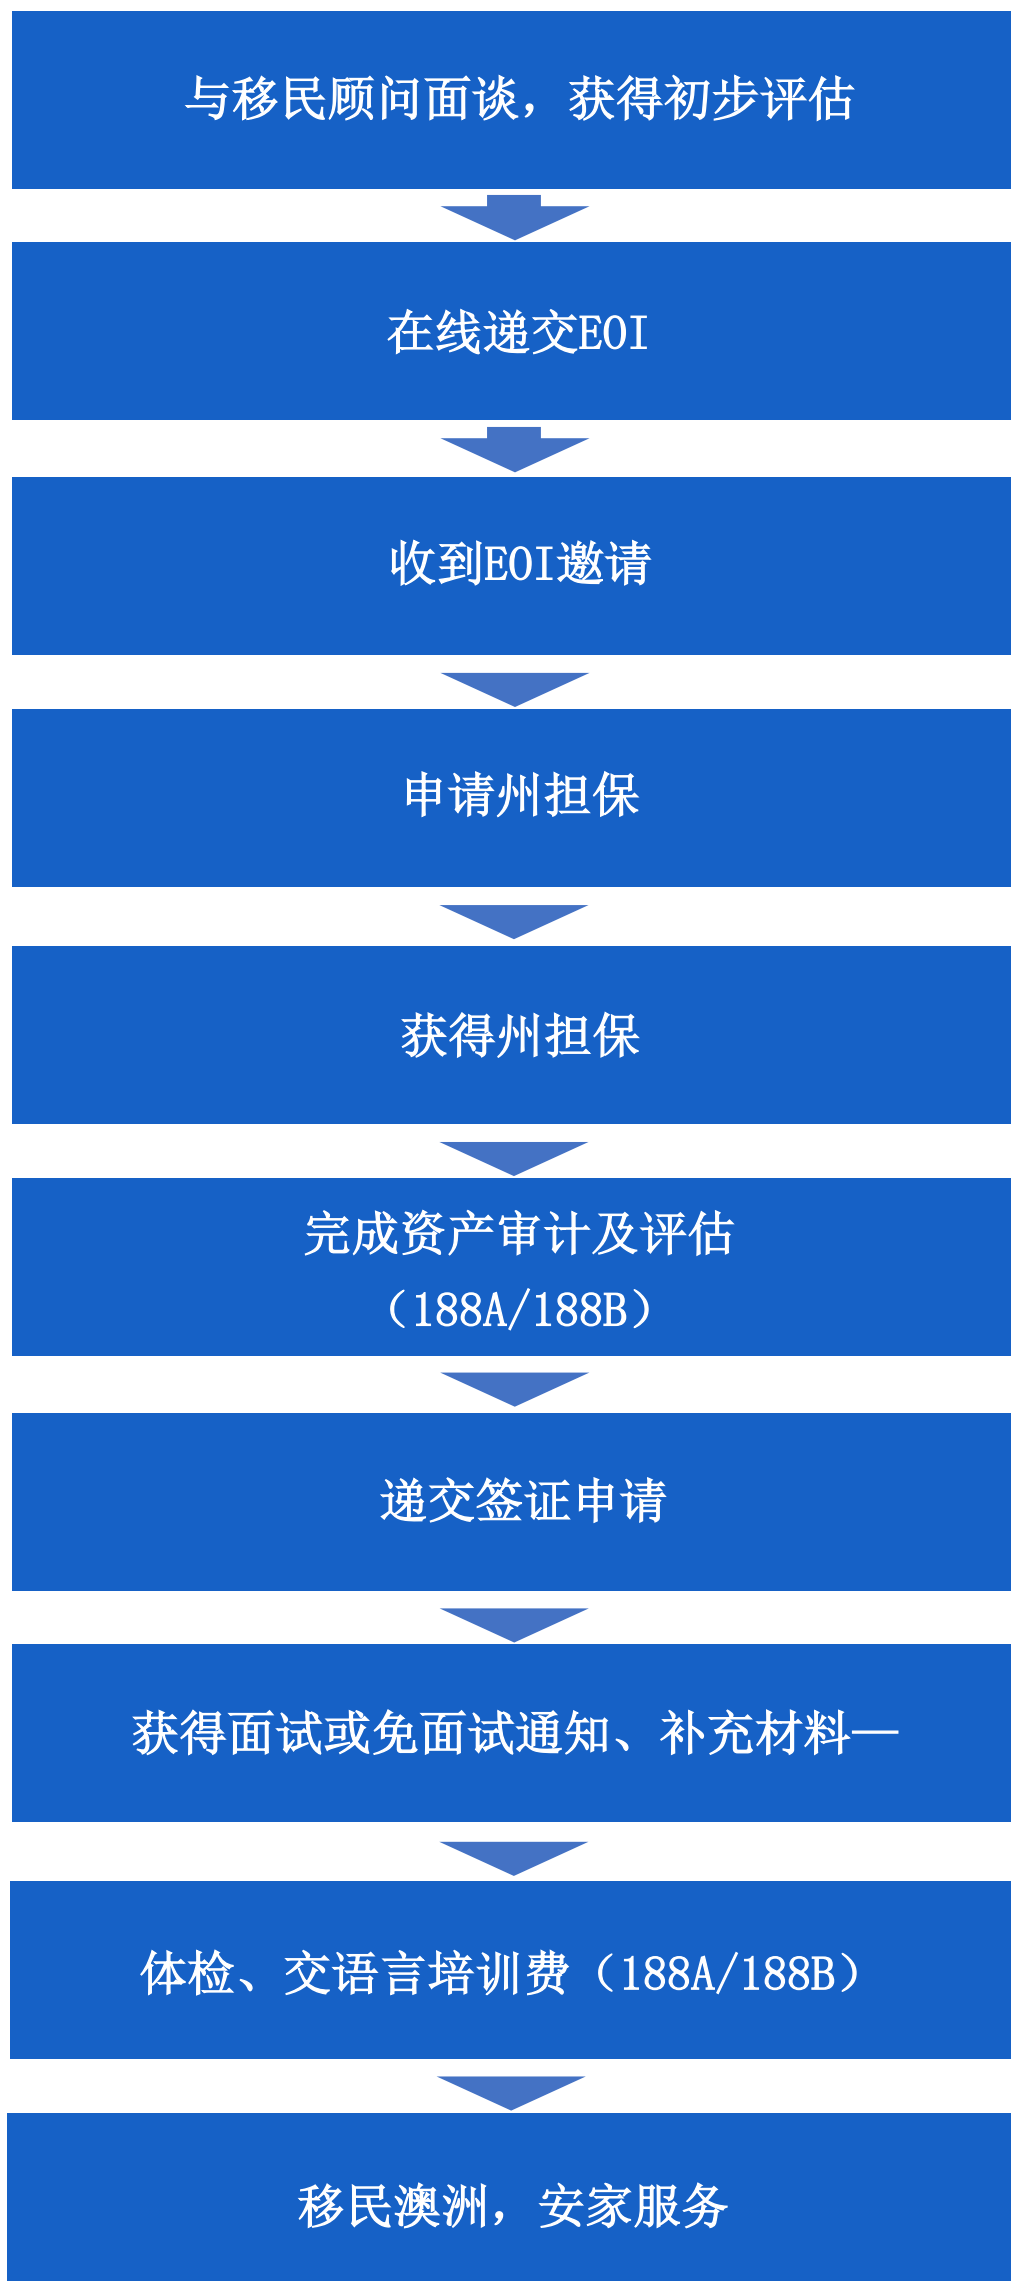 与移民顾问面谈，获得初步评估
在线递交EOI
收到EOI邀请
申请州担保
获得州担保
完成资产审计及评估
（188A/188B）
递交签证申请
获得面试或免面试通知、补充材料—
体检、交语言培训费（188A/188B）
移民澳洲，安家服务